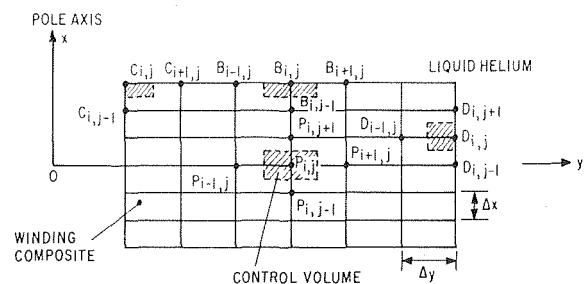 POLE AXIS
x
C i,j C i+1,j B i-1,j B i,j B i+1,j LIQUID HELIUM
C i,j-1 B i,j-1 D i,j+1
P i,j+1 D i-1,j D i,j
P i,j P i+1,j D i,j-1 y
0 P i-1,j
P i,j-1 Δx
WINDING
COMPOSITE
CONTROL VOLUME Δy